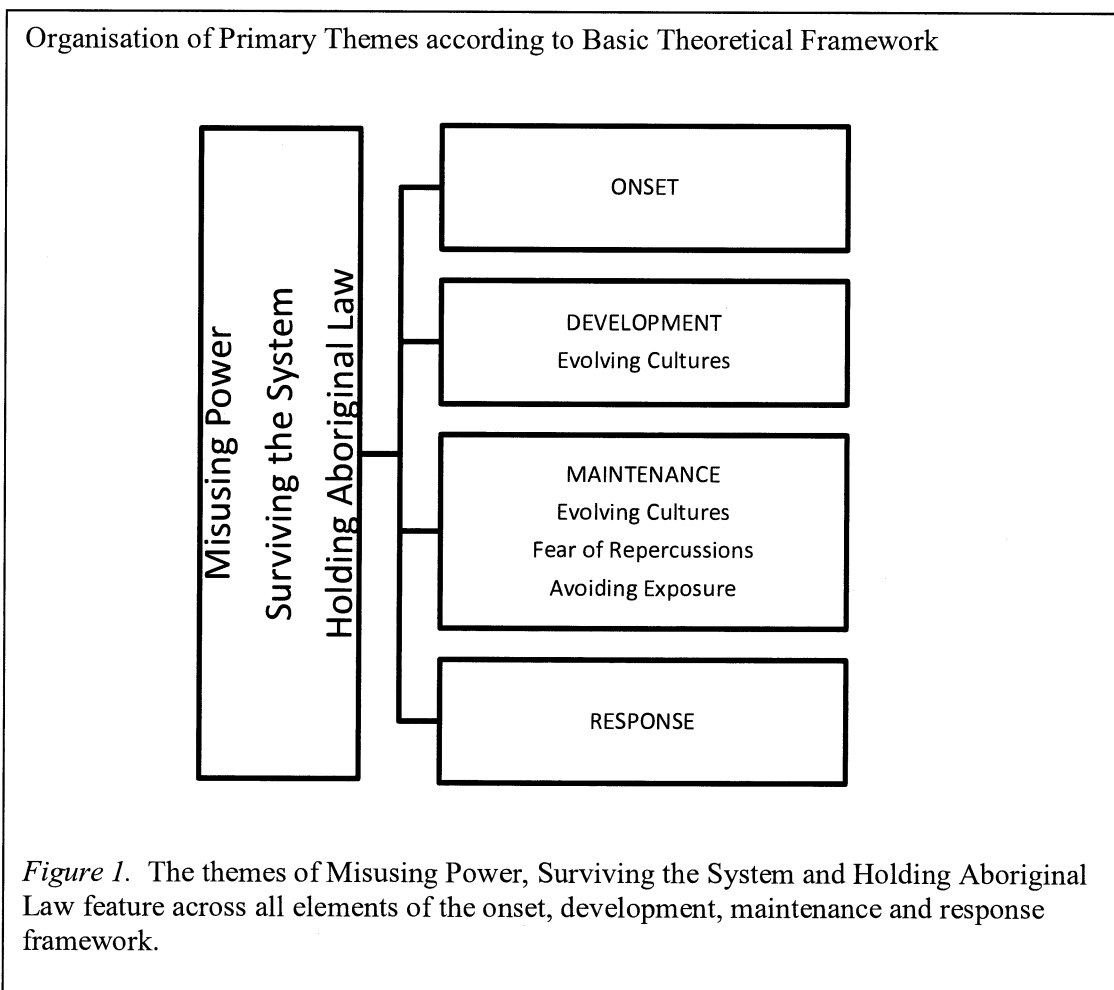 Organisation of Primary Themes according to Basic Theoretical Framework
Misusing Power
Surviving the System
Holding Aboriginal Law
ONSET
DEVELOPMENT
Evolving Cultures
MAINTENANCE
Evolving Cultures
Fear of Repercussions
Avoiding Exposure
RESPONSE
Figure 1. The themes of Misusing Power, Surviving the System and Holding Aboriginal
Law feature across all elements of the onset, development, maintenance and response
framework.